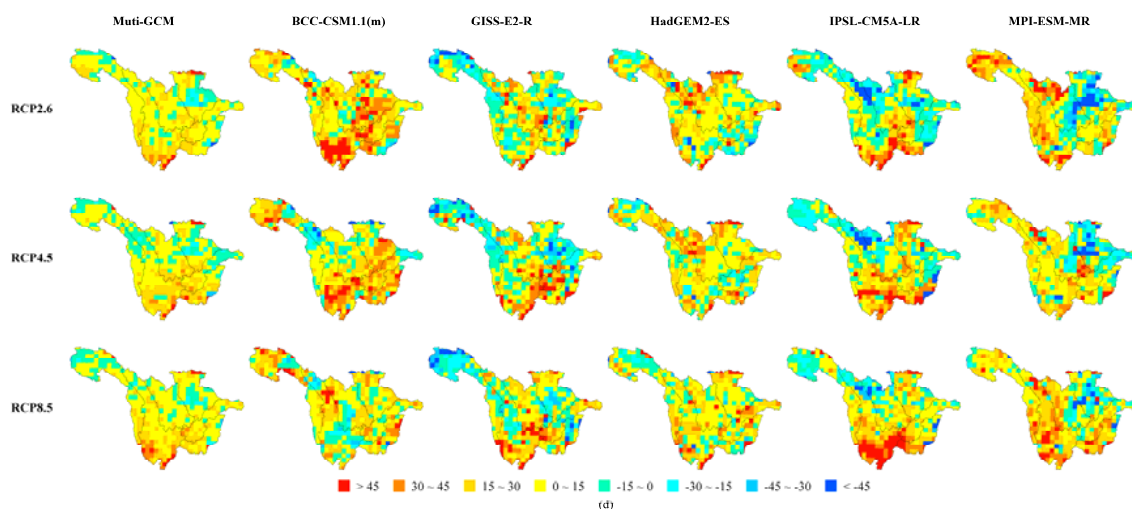 Muti-GCM BCC-CSM1.1(m) GISS-E2-R HadGEM2-ES IPSL-CM5A-LR MPI-ESM-MR
RCP2.6
RCP4.5
RCP8.5
> 45 30 ~ 45 15 ~ 30 0 ~ 15 -15 ~ 0 -30 ~ -15 -45 ~ -30 < -45
(d)